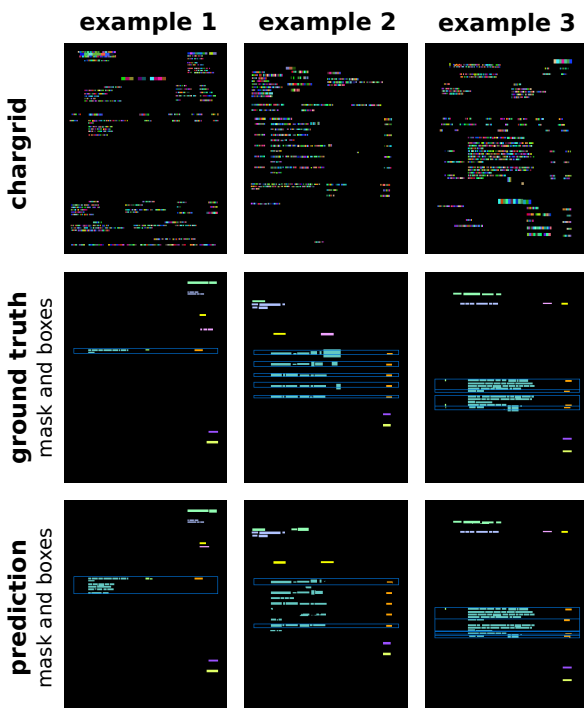 example 1 example 2 example 3
chargrid
ground truth
mask and boxes
prediction
mask and boxes